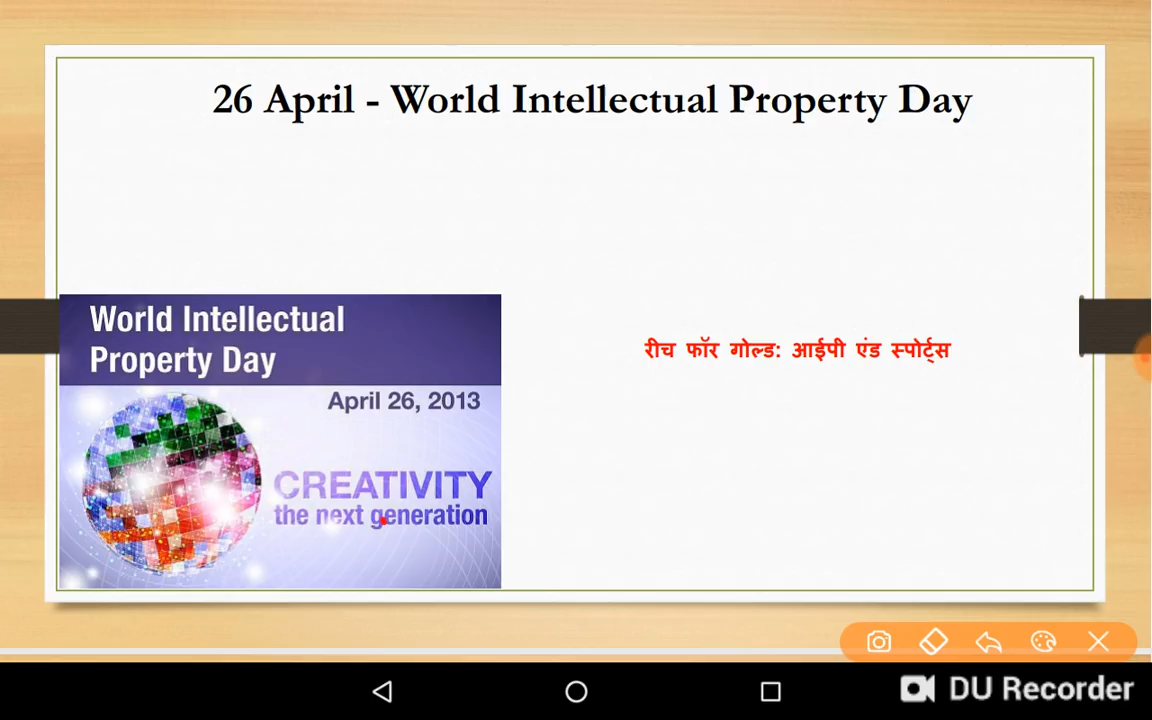 26 April - World Intellectual Property Day
World Intellectual
Property Day
April 26, 2013
CREATIVITY
the next generation
रीच फॉर गोल्ड: आईपी एंड स्पोर्ट्स
DU Recorder